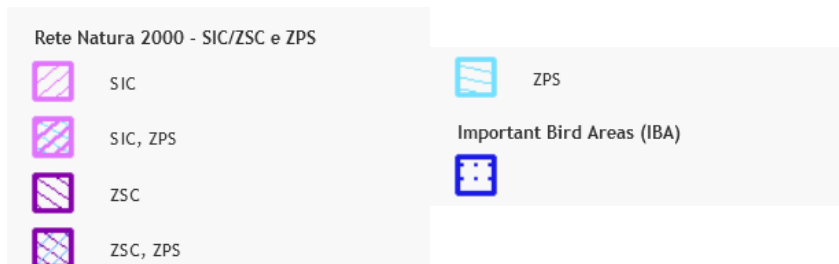 Rete Natura 2000 - SIC/ZSC e ZPS
SIC
SIC, ZPS
ZSC
ZSC, ZPS
ZPS
Important Bird Areas (IBA)